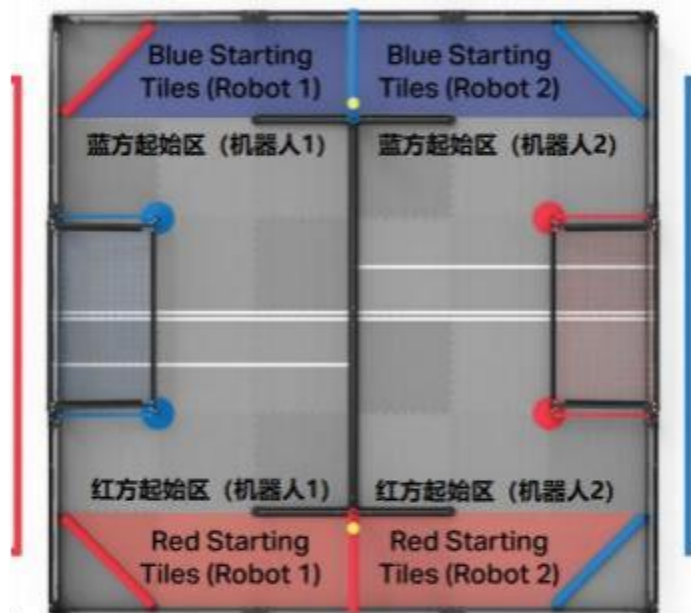 Blue Starting
Tiles (Robot 1)
Blue Starting
Tiles (Robot 2)
蓝方起始区（机器人1）
蓝方起始区（机器人2）
红方起始区（机器人1）
红方起始区（机器人2）
Red Starting
Tiles (Robot 1)
Red Starting
Tiles (Robot 2)